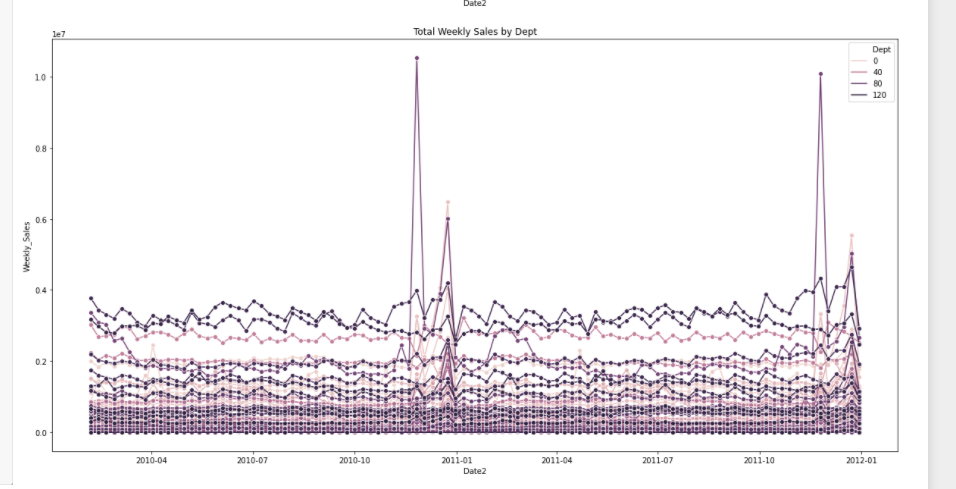 Date2
Total Weekly Sales by Dept
1e7
Dept
0
40
80
120
1.0
0.8
0.6
0.4
0.2
0.0
Weekly_Sales
2010-04 2010-07 2010-10 2011-01 2011-04 2011-07 2011-10 2012-01
Date2